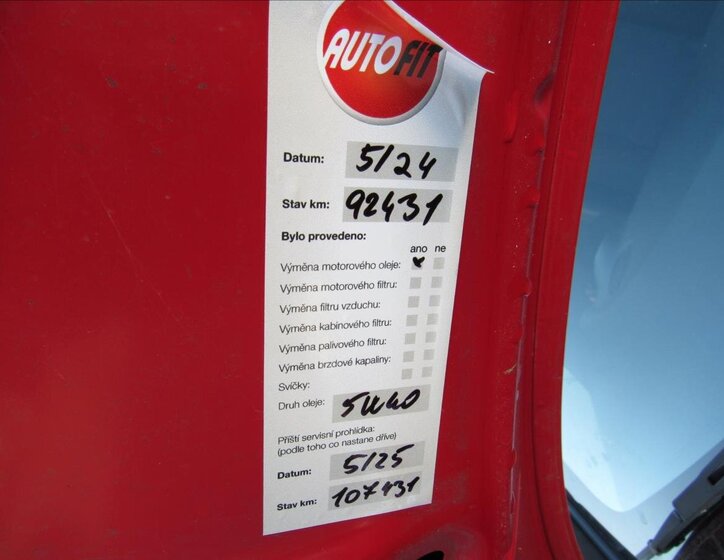 AUTOFIT
Datum: 5/24
Stav km: 92431
Bylo provedeno:
ano ne
Výměna motorového oleje:
Výměna motorového filtru:
Výměna filtru vzduchu:
Výměna kabinového filtru:
Výměna palivového filtru:
Výměna brzdové kapaliny:
Svíčky:
Druh oleje: 5W40
Příští servisní prohlídka:
(podle toho co nastane dříve)
Datum: 5/25
Stav km: 107431